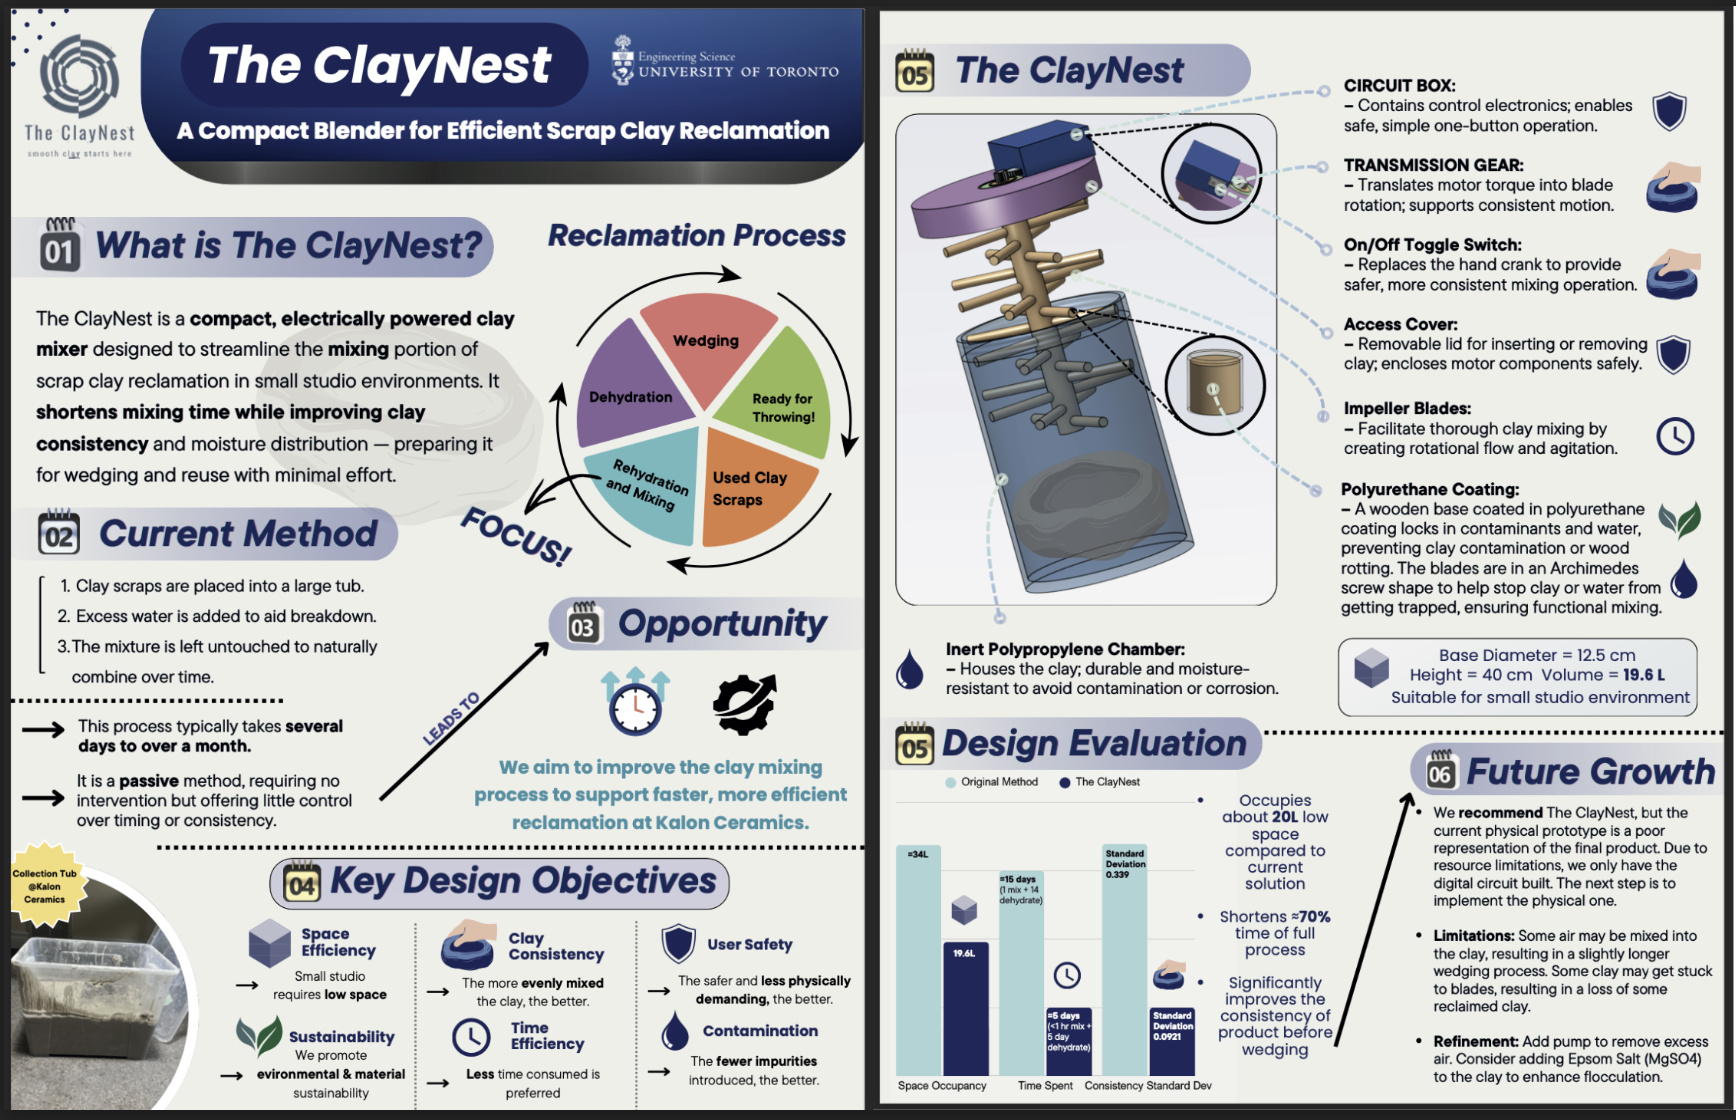 The ClayNest
smooth clay starts here
The ClayNest
Engineering Science
UNIVERSITY OF TORONTO
A Compact Blender for Efficient Scrap Clay Reclamation
01
What is The ClayNest?
The ClayNest is a compact, electrically powered clay
mixer designed to streamline the mixing portion of
scrap clay reclamation in small studio environments. It
shortens mixing time while improving clay
consistency and moisture distribution — preparing it
for wedging and reuse with minimal effort.
Reclamation Process
Wedging
Ready for
Throwing!
Used Clay
Scraps
Rehydration
and Mixing
Dehydration
FOCUS!
02
Current Method
1. Clay scraps are placed into a large tub.
2. Excess water is added to aid breakdown.
3.The mixture is left untouched to naturally
combine over time.
This process typically takes several
days to over a month.
It is a passive method, requiring no
intervention but offering little control
over timing or consistency.
LEADS TO
03
Opportunity
We aim to improve the clay mixing
process to support faster, more efficient
reclamation at Kalon Ceramics.
Collection Tub
@Kalon
Ceramics
04
Key Design Objectives
Space
Efficiency
Small studio
requires low space
Clay
Consistency
The more evenly mixed
the clay, the better.
User Safety
The safer and less physically
demanding, the better.
Sustainability
We promote
evironmental & material
sustainability
Time
Efficiency
Less time consumed is
preferred
Contamination
The fewer impurities
introduced, the better.
05
The ClayNest
CIRCUIT BOX:
– Contains control electronics; enables
safe, simple one-button operation.
TRANSMISSION GEAR:
– Translates motor torque into blade
rotation; supports consistent motion.
On/Off Toggle Switch:
– Replaces the hand crank to provide
safer, more consistent mixing operation.
Access Cover:
– Removable lid for inserting or removing
clay; encloses motor components safely.
Impeller Blades:
– Facilitate thorough clay mixing by
creating rotational flow and agitation.
Polyurethane Coating:
– A wooden base coated in polyurethane
coating locks in contaminants and water,
preventing clay contamination or wood
rotting. The blades are in an Archimedes
screw shape to help stop clay or water from
getting trapped, ensuring functional mixing.
Inert Polypropylene Chamber:
– Houses the clay; durable and moisture-
resistant to avoid contamination or corrosion.
Base Diameter = 12.5 cm
Height = 40 cm Volume = 19.6 L
Suitable for small studio environment
05
Design Evaluation
Original Method
The ClayNest
≈34L
19.6L
≈15 days
(1 mix + 14
dehydrate)
≈5 days
(<1 hr mix +
5 day
dehydrate)
Standard
Deviation
0.339
Standard
Deviation
0.0921
Space Occupancy
Time Spent
Consistency Standard Dev
• Occupies
about 20L low
space
compared to
current
solution
• Shortens ≈70%
time of full
process
• Significantly
improves the
consistency of
product before
wedging
06
Future Growth
• We recommend The ClayNest, but the
current physical prototype is a poor
representation of the final product. Due to
resource limitations, we only have the
digital circuit built. The next step is to
implement the physical one.
• Limitations: Some air may be mixed into
the clay, resulting in a slightly longer
wedging process. Some clay may get stuck
to blades, resulting in a loss of some
reclaimed clay.
• Refinement: Add pump to remove excess
air. Consider adding Epsom Salt (MgSO4)
to the clay to enhance flocculation.